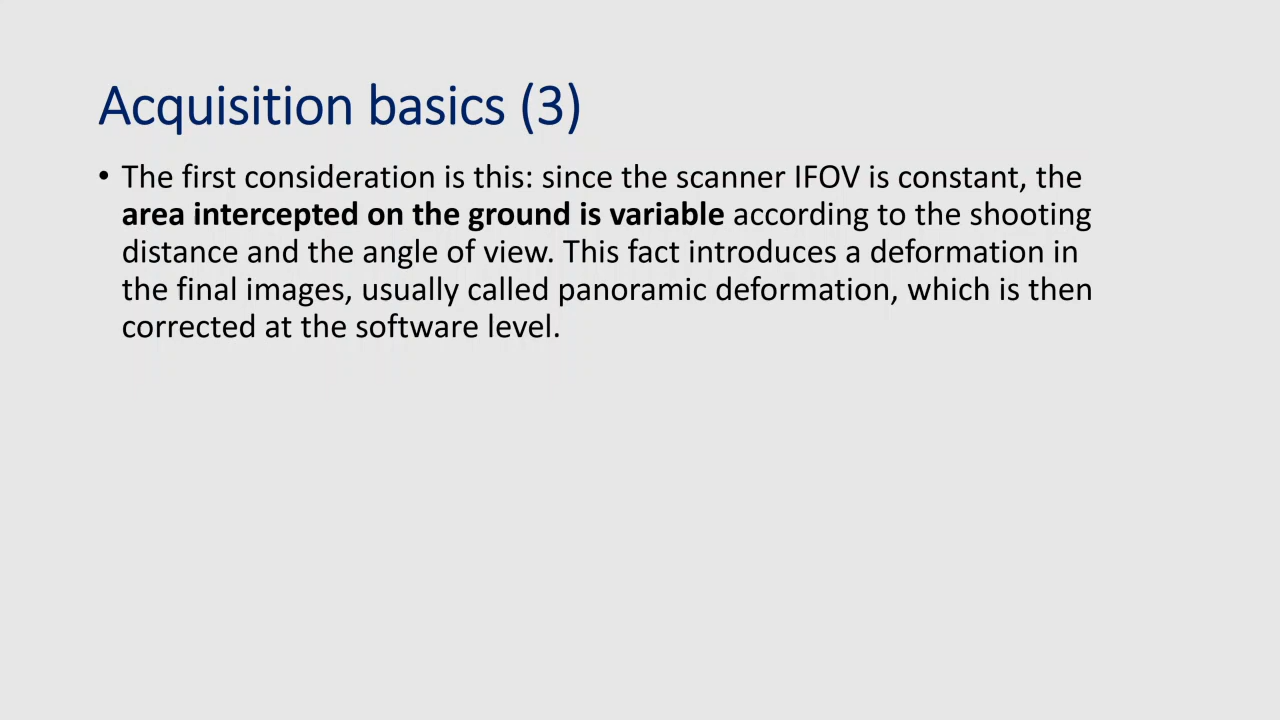 Acquisition basics (3)
• The first consideration is this: since the scanner IFOV is constant, the
area intercepted on the ground is variable according to the shooting
distance and the angle of view. This fact introduces a deformation in
the final images, usually called panoramic deformation, which is then
corrected at the software level.